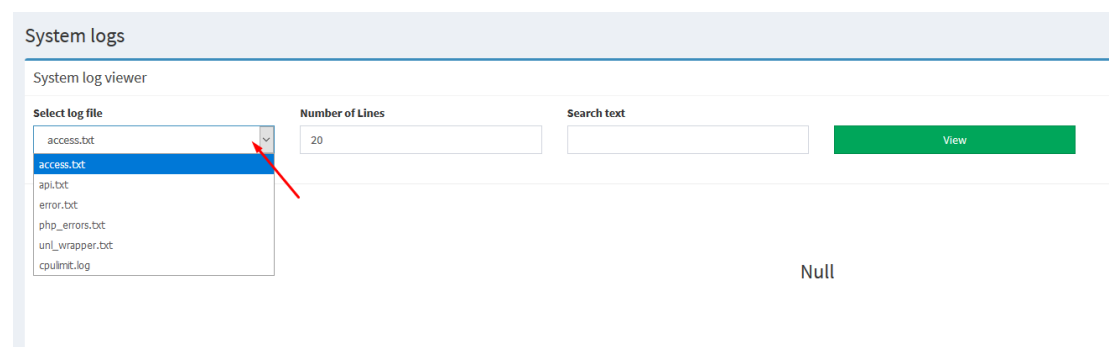 System logs
System log viewer
Select log file
Number of Lines
Search text
access.txt
20
View
access.txt
api.txt
error.txt
php_errors.txt
unl_wrapper.txt
cpulimit.log
Null